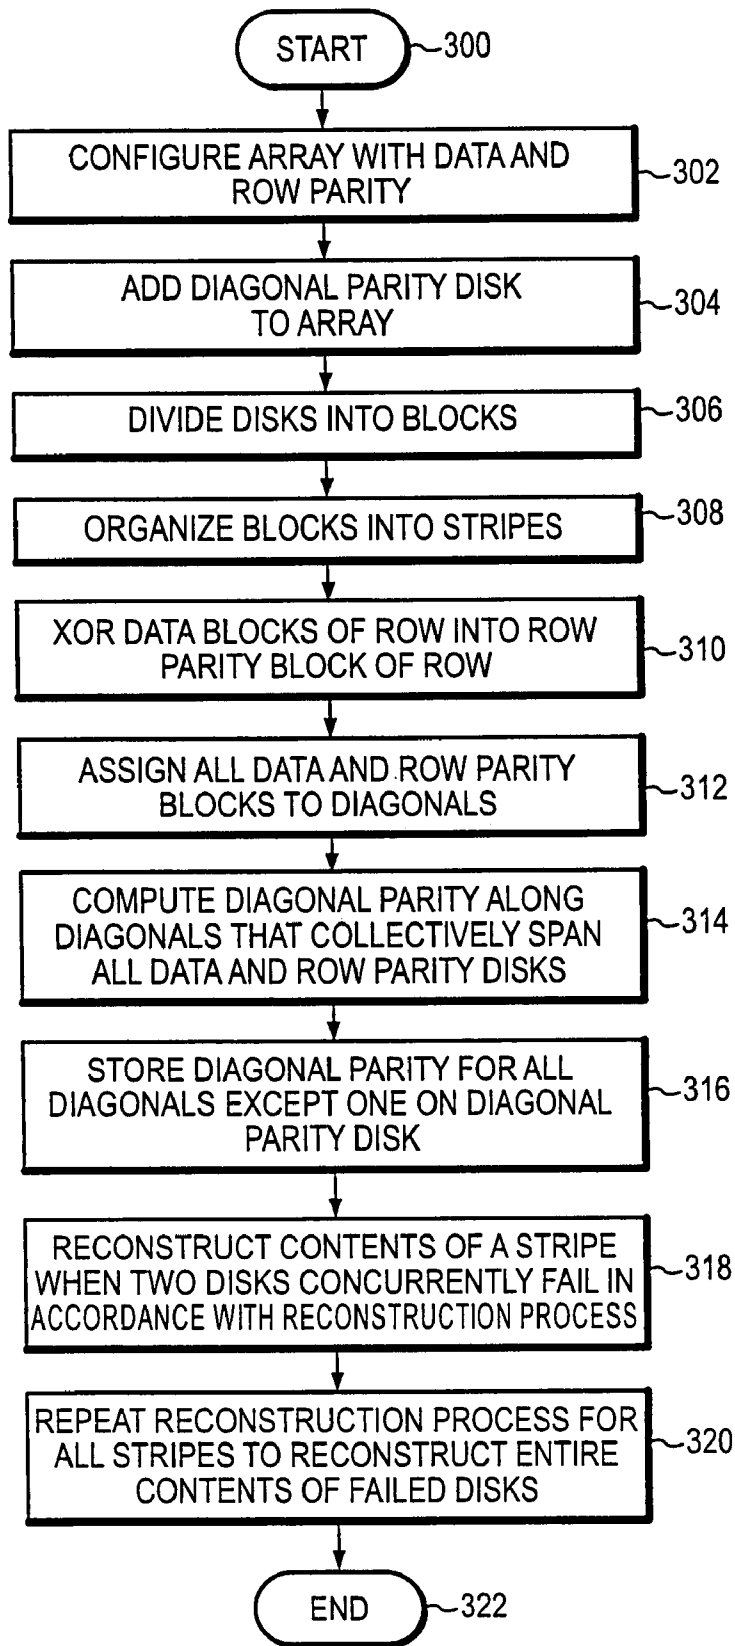 START
300
CONFIGURE ARRAY WITH DATA AND
ROW PARITY
302
ADD DIAGONAL PARITY DISK
TO ARRAY
304
DIVIDE DISKS INTO BLOCKS
306
ORGANIZE BLOCKS INTO STRIPES
308
XOR DATA BLOCKS OF ROW INTO ROW
PARITY BLOCK OF ROW
310
ASSIGN ALL DATA AND ROW PARITY
BLOCKS TO DIAGONALS
312
COMPUTE DIAGONAL PARITY ALONG
DIAGONALS THAT COLLECTIVELY SPAN
ALL DATA AND ROW PARITY DISKS
314
STORE DIAGONAL PARITY FOR ALL
DIAGONALS EXCEPT ONE ON DIAGONAL
PARITY DISK
316
RECONSTRUCT CONTENTS OF A STRIPE
WHEN TWO DISKS CONCURRENTLY FAIL IN
ACCORDANCE WITH RECONSTRUCTION PROCESS
318
REPEAT RECONSTRUCTION PROCESS FOR
ALL STRIPES TO RECONSTRUCT ENTIRE
CONTENTS OF FAILED DISKS
320
END
322